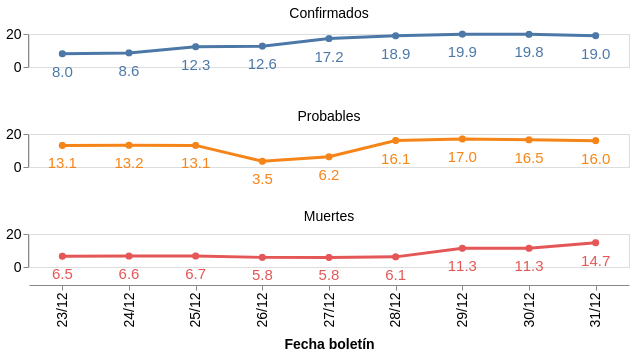 Confirmados
20
0
8.0 8.6 12.3 12.6 17.2 18.9 19.9 19.8 19.0
Probables
20
0
13.1 13.2 13.1 3.5 6.2 16.1 17.0 16.5 16.0
Muertes
20
0
6.5 6.6 6.7 5.8 5.8 6.1 11.3 11.3 14.7
23/12 24/12 25/12 26/12 27/12 28/12 29/12 30/12 31/12
Fecha boletín